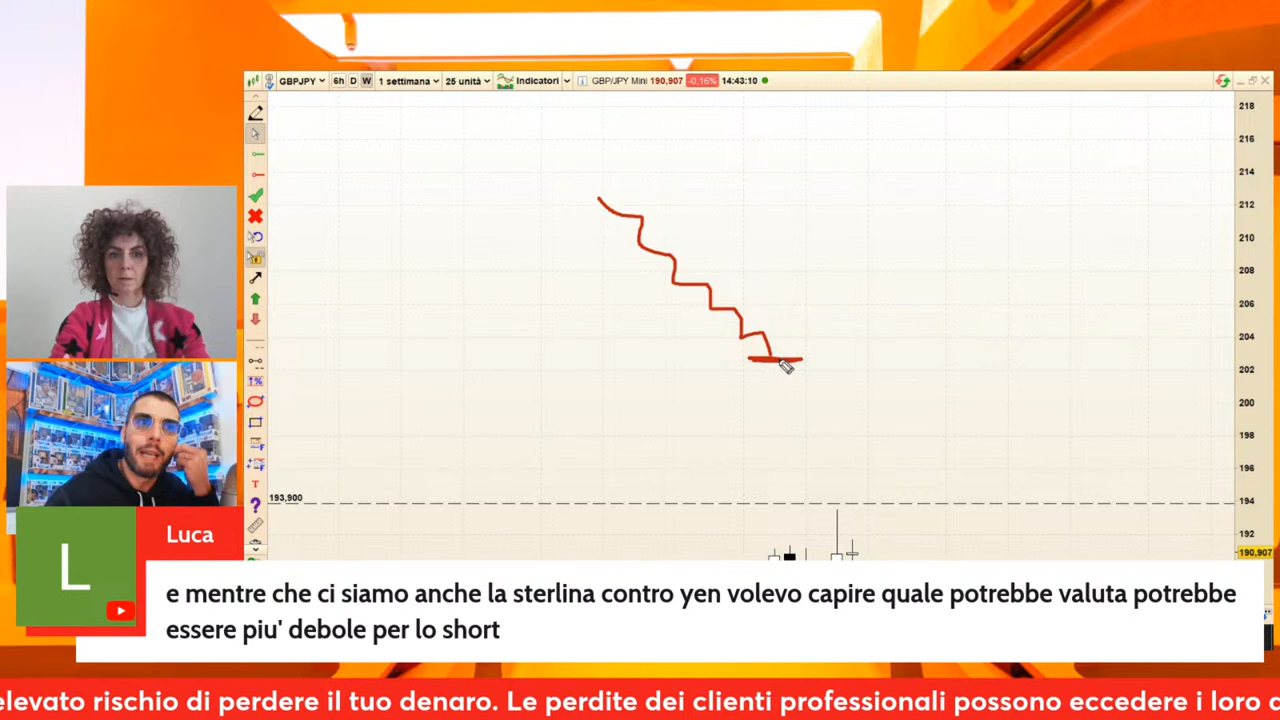 GBPJPY 6h D W 1 settimana 25 unità Indicatori GBP/JPY Mini 190,907 -0,16% 14:43:10
218
216
214
212
210
208
206
204
202
200
198
196
194
193,900
192
190,907
L
Luca
e mentre che ci siamo anche la sterlina contro yen volevo capire quale potrebbe valuta potrebbe
essere piu' debole per lo short
elevato rischio di perdere il tuo denaro. Le perdite dei clienti professionali possono eccedere i loro